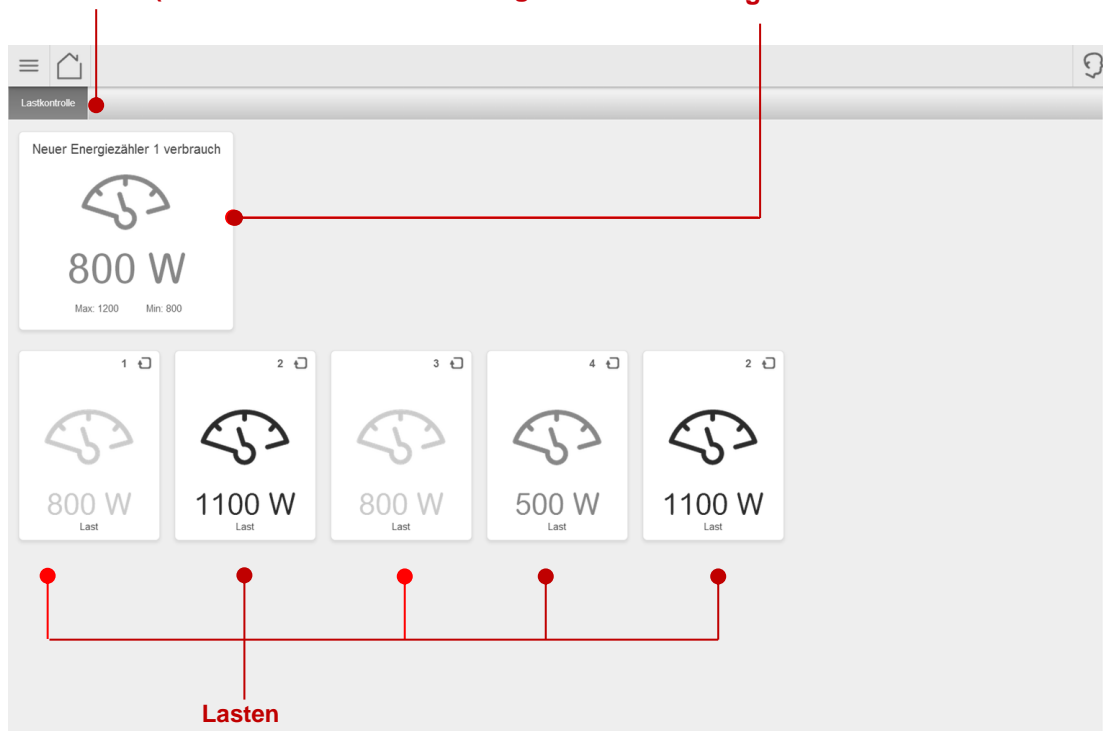 Lastkontrolle
Neuer Energiezähler 1 verbrauch
800 W
Max: 1200 Min: 800
1 2 3 4 2
800 W 1100 W 800 W 500 W 1100 W
Last Last Last Last Last
Lasten